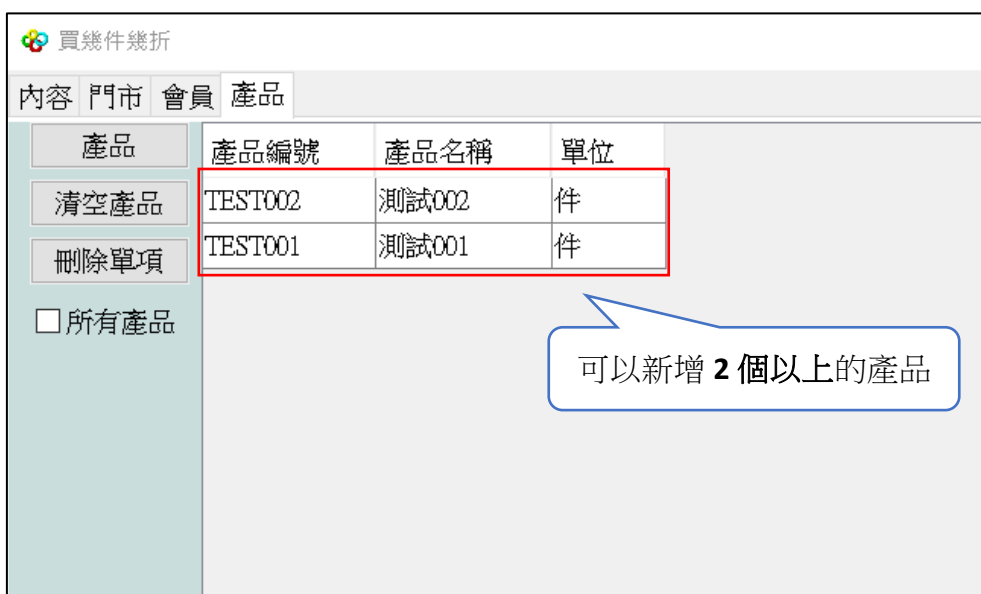 買幾件幾折
內容 門市 會員 產品
產品
清空產品
刪除單項
所有產品
產品編號 產品名稱 單位
TEST002 測試002 件
TEST001 測試001 件
可以新增 2 個以上的產品